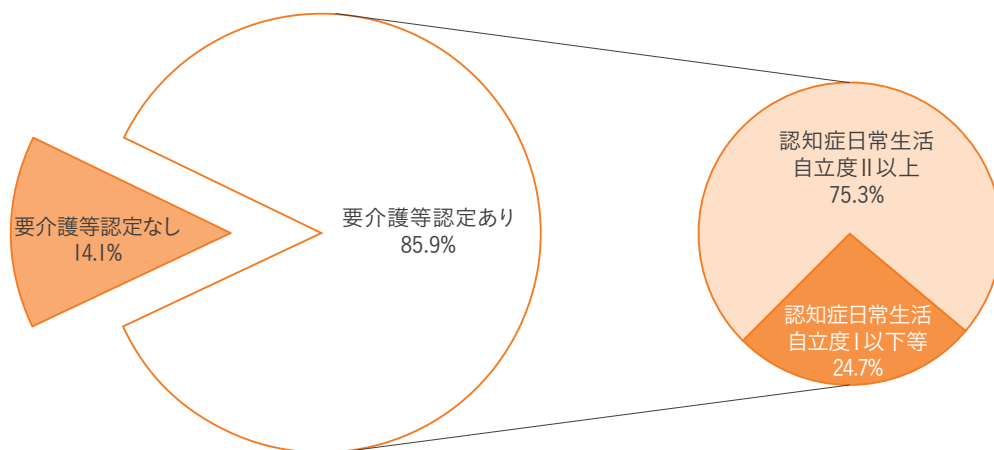 要介護等認定なし
14.1%
要介護等認定あり
85.9%
認知症日常生活
自立度Ⅱ以上
75.3%
認知症日常生活
自立度Ⅰ以下等
24.7%